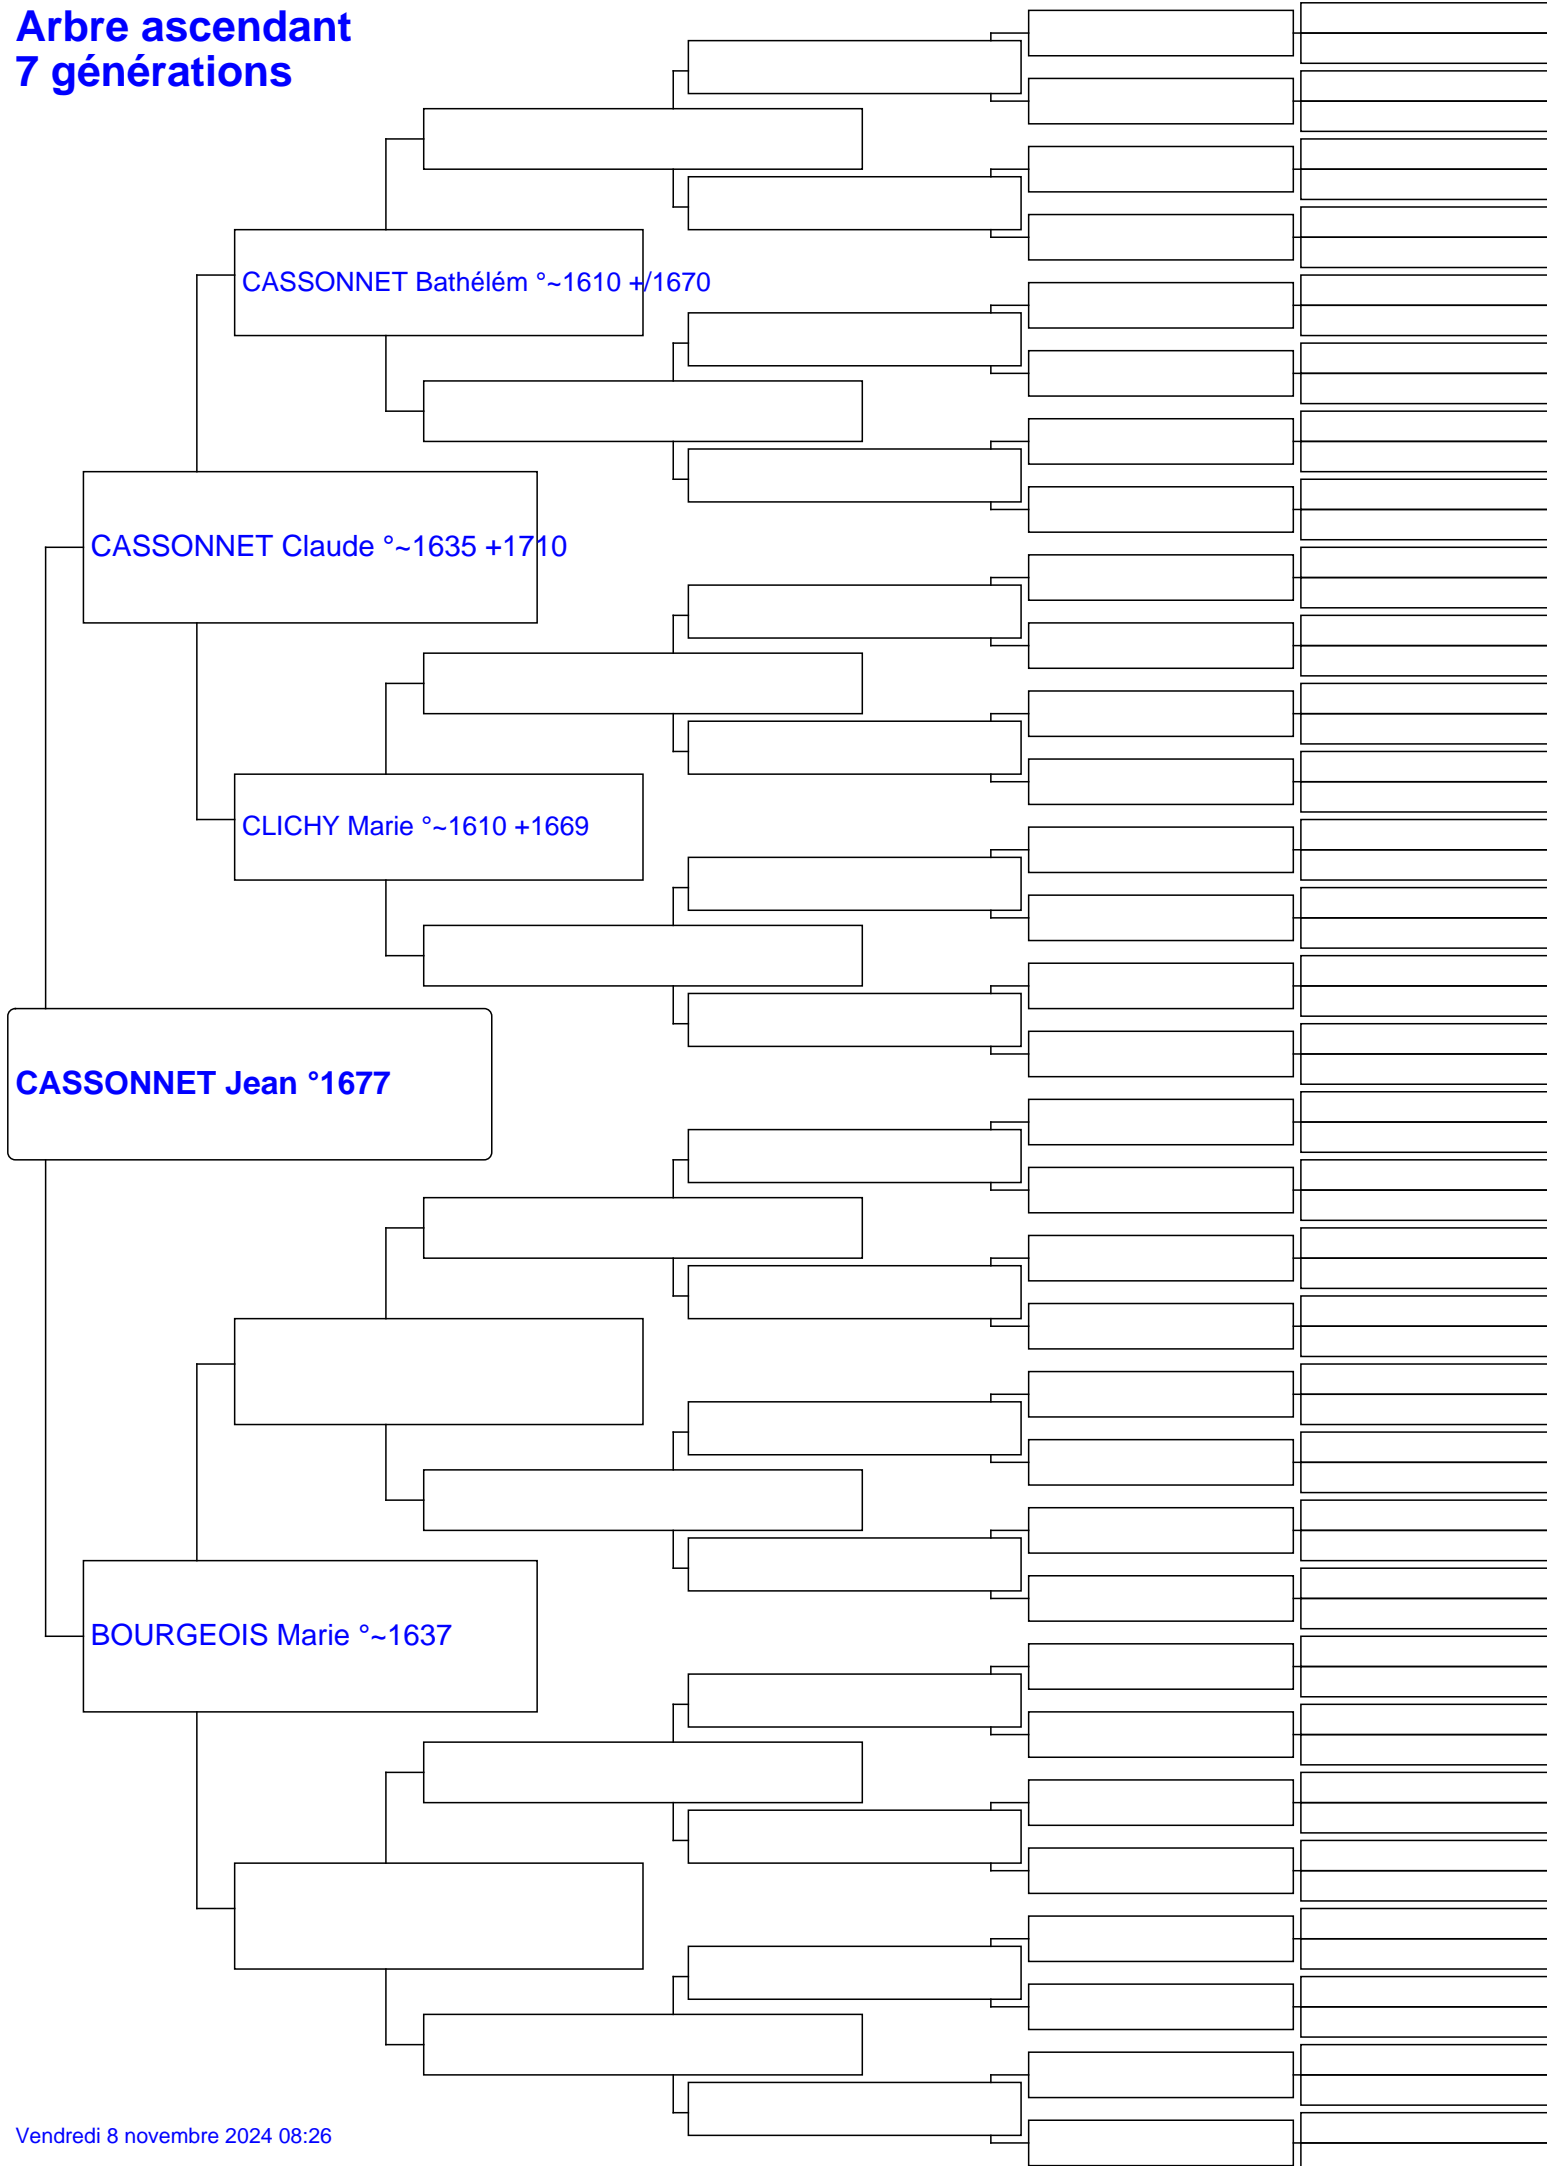 Arbre ascendant
7 générations
CASSONNET Bathélém °~1610 +/1670
CASSONNET Claude °~1635 +1710
CLICHY Marie °~1610 +1669
CASSONNET Jean °1677
BOURGEOIS Marie °~1637
Vendredi 8 novembre 2024 08:26